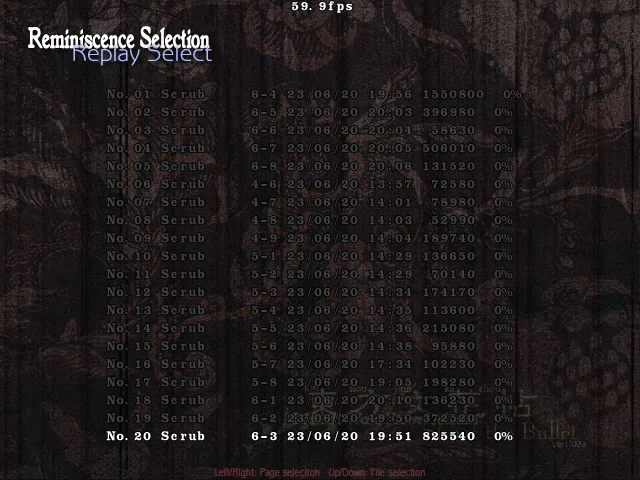 59.9fps
Reminiscence Selection
Replay Select
No. 01 Scrub 6-4 23/06/20 19:56 1550800 0%
No. 02 Scrub 6-5 23/06/20 20:03 396980 0%
No. 03 Scrub 6-6 23/06/20 20:04 58630 0%
No. 04 Scrub 6-7 23/06/20 20:05 506010 0%
No. 05 Scrub 6-8 23/06/20 20:06 131520 0%
No. 06 Scrub 4-6 23/06/20 13:57 72580 0%
No. 07 Scrub 4-7 23/06/20 14:01 78980 0%
No. 08 Scrub 4-8 23/06/20 14:03 52990 0%
No. 09 Scrub 4-9 23/06/20 14:04 189740 0%
No. 10 Scrub 5-1 23/06/20 14:29 136650 0%
No. 11 Scrub 5-2 23/06/20 14:29 70140 0%
No. 12 Scrub 5-3 23/06/20 14:34 174170 0%
No. 13 Scrub 5-4 23/06/20 14:35 113600 0%
No. 14 Scrub 5-5 23/06/20 14:36 215080 0%
No. 15 Scrub 5-6 23/06/20 14:38 95880 0%
No. 16 Scrub 5-7 23/06/20 17:34 102230 0%
No. 17 Scrub 5-8 23/06/20 19:05 198280 0%
No. 18 Scrub 6-1 23/06/20 20:10 136230 0%
No. 19 Scrub 6-2 23/06/20 19:50 372520 0%
No. 20 Scrub 6-3 23/06/20 19:51 825540 0%
Bullet
ver1.02a
Left/Right: Page selection Up/Down: File selection